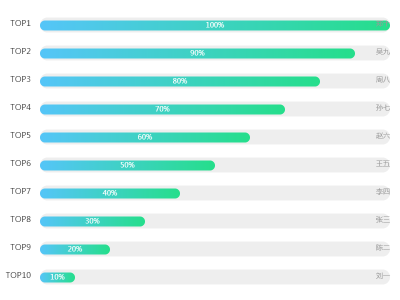 TOP1 100%
TOP2 90% 吴九
TOP3 80% 周八
TOP4 70% 孙七
TOP5 60% 赵六
TOP6 50% 王五
TOP7 40% 李四
TOP8 30% 张三
TOP9 20% 陈二
TOP10 10% 刘一